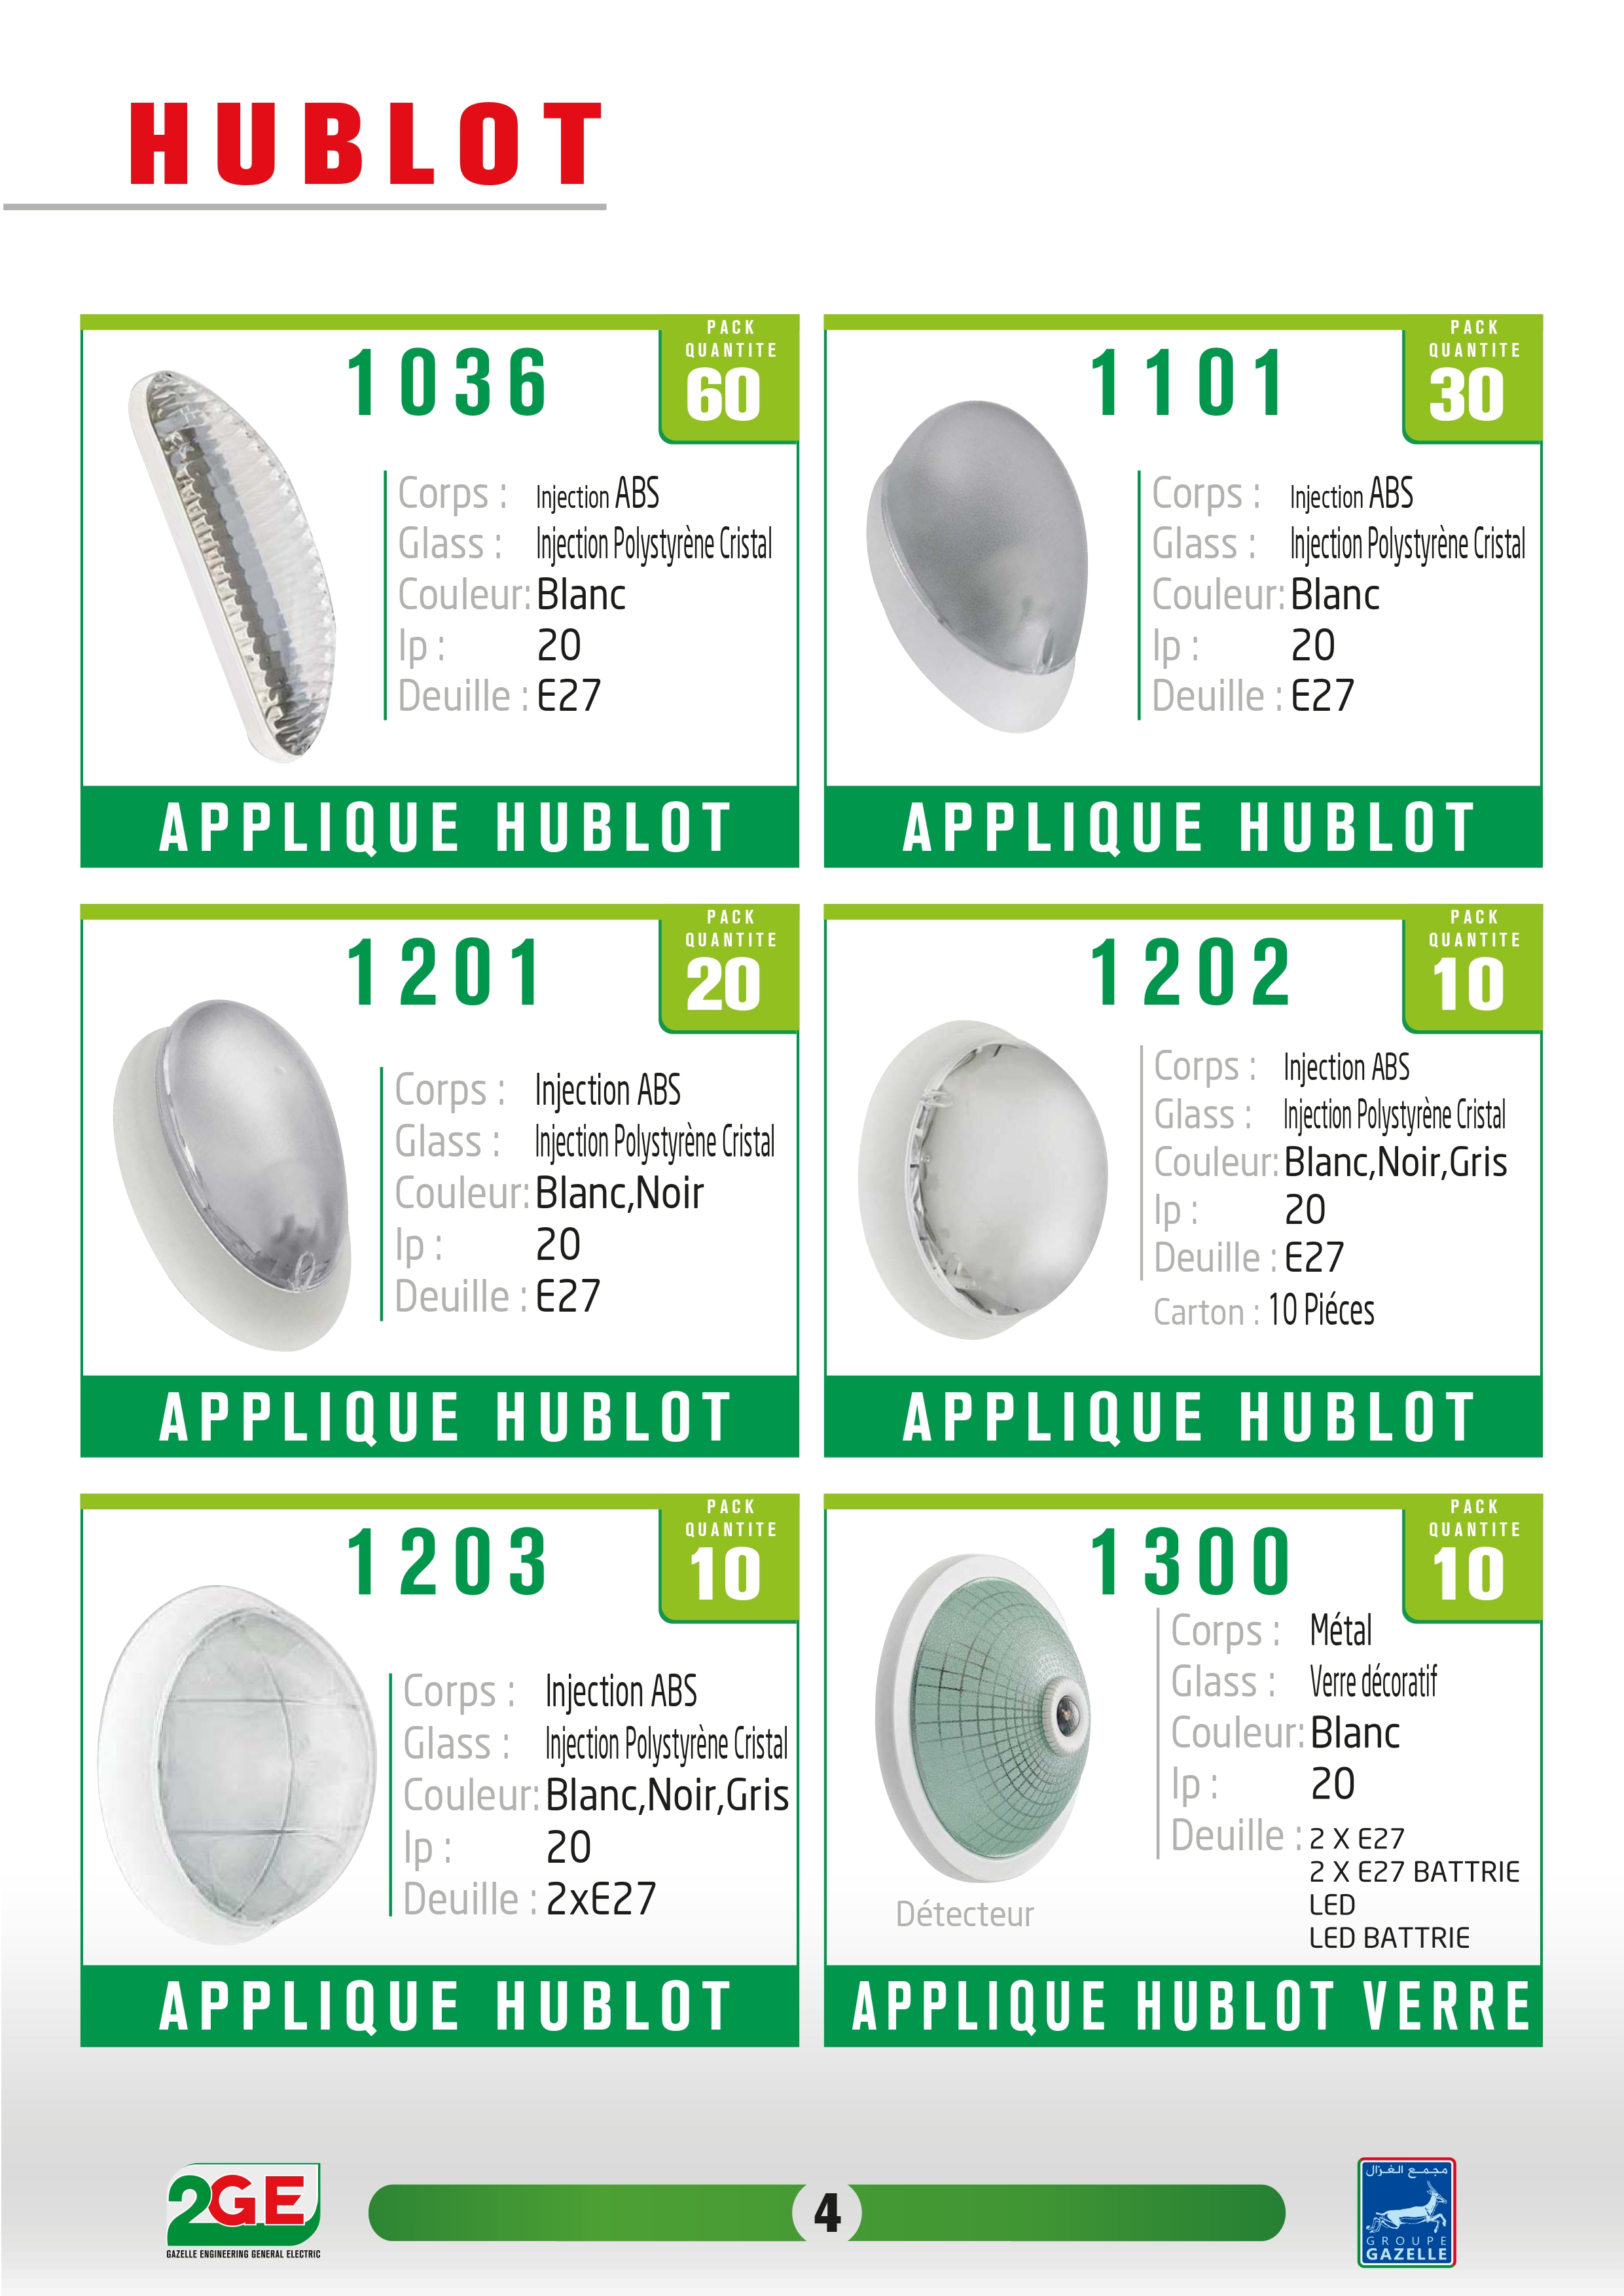 HUBLOT
1036
PACK
QUANTITE
60
Corps : Injection ABS
Glass : Injection Polystyrène Cristal
Couleur: Blanc
Ip : 20
Deuille : E27
APPLIQUE HUBLOT
1101
PACK
QUANTITE
30
Corps : Injection ABS
Glass : Injection Polystyrène Cristal
Couleur: Blanc
Ip : 20
Deuille : E27
APPLIQUE HUBLOT
1201
PACK
QUANTITE
20
Corps : Injection ABS
Glass : Injection Polystyrène Cristal
Couleur: Blanc,Noir
Ip : 20
Deuille : E27
APPLIQUE HUBLOT
1202
PACK
QUANTITE
10
Corps : Injection ABS
Glass : Injection Polystyrène Cristal
Couleur: Blanc,Noir,Gris
Ip : 20
Deuille : E27
Carton : 10 Piéces
APPLIQUE HUBLOT
1203
PACK
QUANTITE
10
Corps : Injection ABS
Glass : Injection Polystyrène Cristal
Couleur: Blanc,Noir,Gris
Ip : 20
Deuille : 2xE27
APPLIQUE HUBLOT
1300
PACK
QUANTITE
10
Corps : Métal
Glass : Verre décoratif
Couleur: Blanc
Ip : 20
Deuille : 2 X E27
2 X E27 BATTRIE
LED
LED BATTRIE
Détecteur
APPLIQUE HUBLOT VERRE
2GE
GAZELLE ENGINEERING GENERAL ELECTRIC
4
مجمع الغزال
GROUPE
GAZELLE